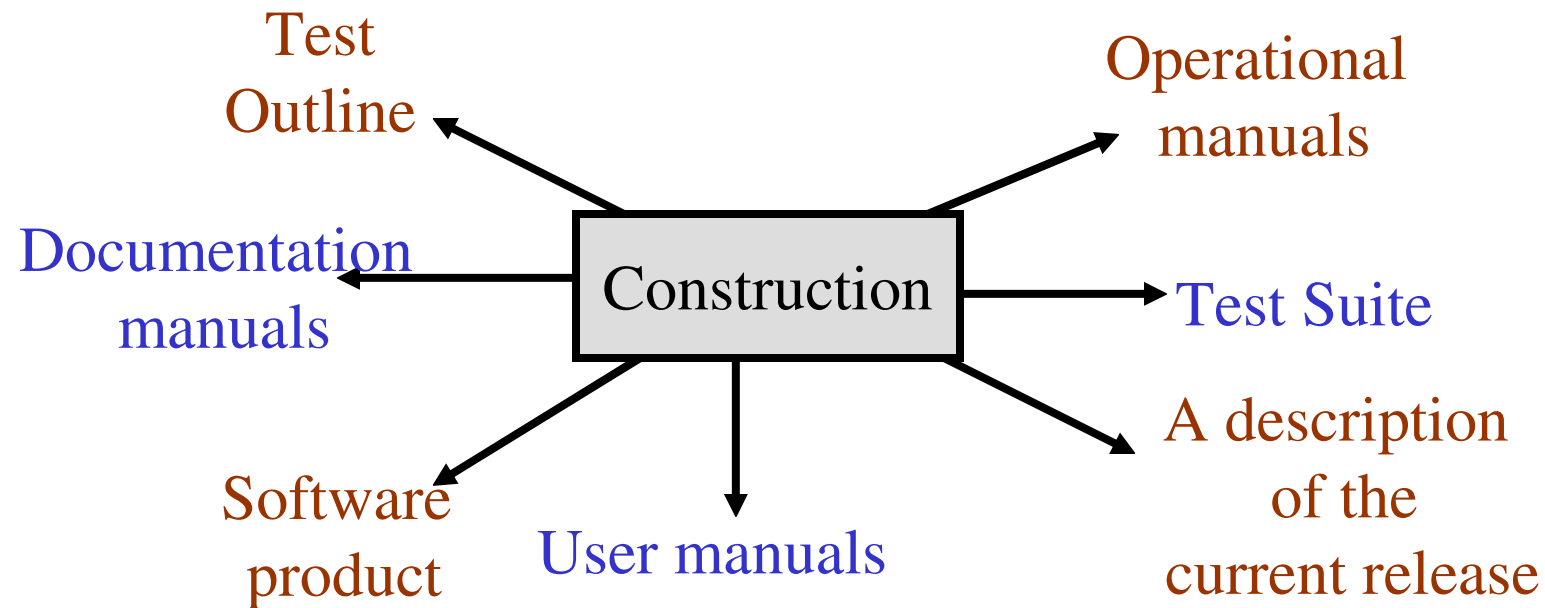 Test
Outline
Operational
manuals
Documentation
manuals
Construction
Test Suite
Software
product
User manuals
A description
of the
current release